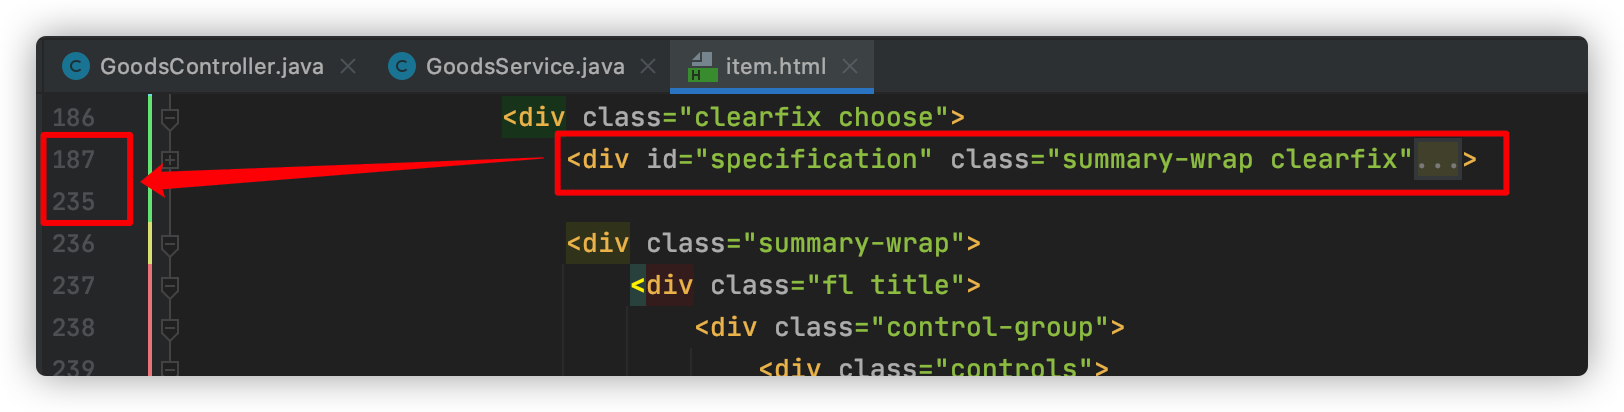 C GoodsController.java C GoodsService.java H item.html
186 <div class="clearfix choose">
187 <div id="specification" class="summary-wrap clearfix"...>
235
236 <div class="summary-wrap">
237 <div class="fl title">
238 <div class="control-group">
239 <div class="controls">